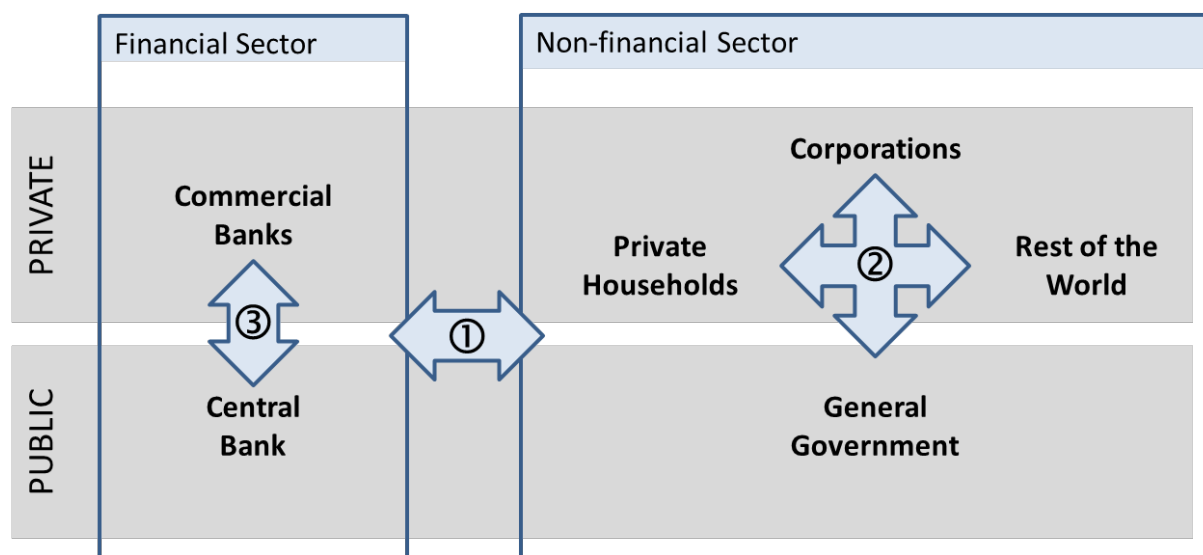 Financial Sector
Non-financial Sector
PRIVATE
Corporations
Commercial
Banks
Private
Households
②
Rest of the
World
③
①
PUBLIC
Central
Bank
General
Government